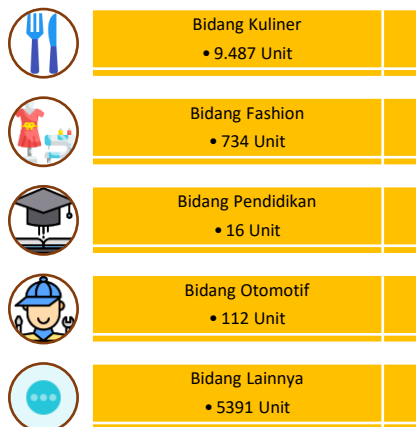 Bidang Kuliner
• 9.487 Unit
Bidang Fashion
• 734 Unit
Bidang Pendidikan
• 16 Unit
Bidang Otomotif
• 112 Unit
Bidang Lainnya
• 5391 Unit